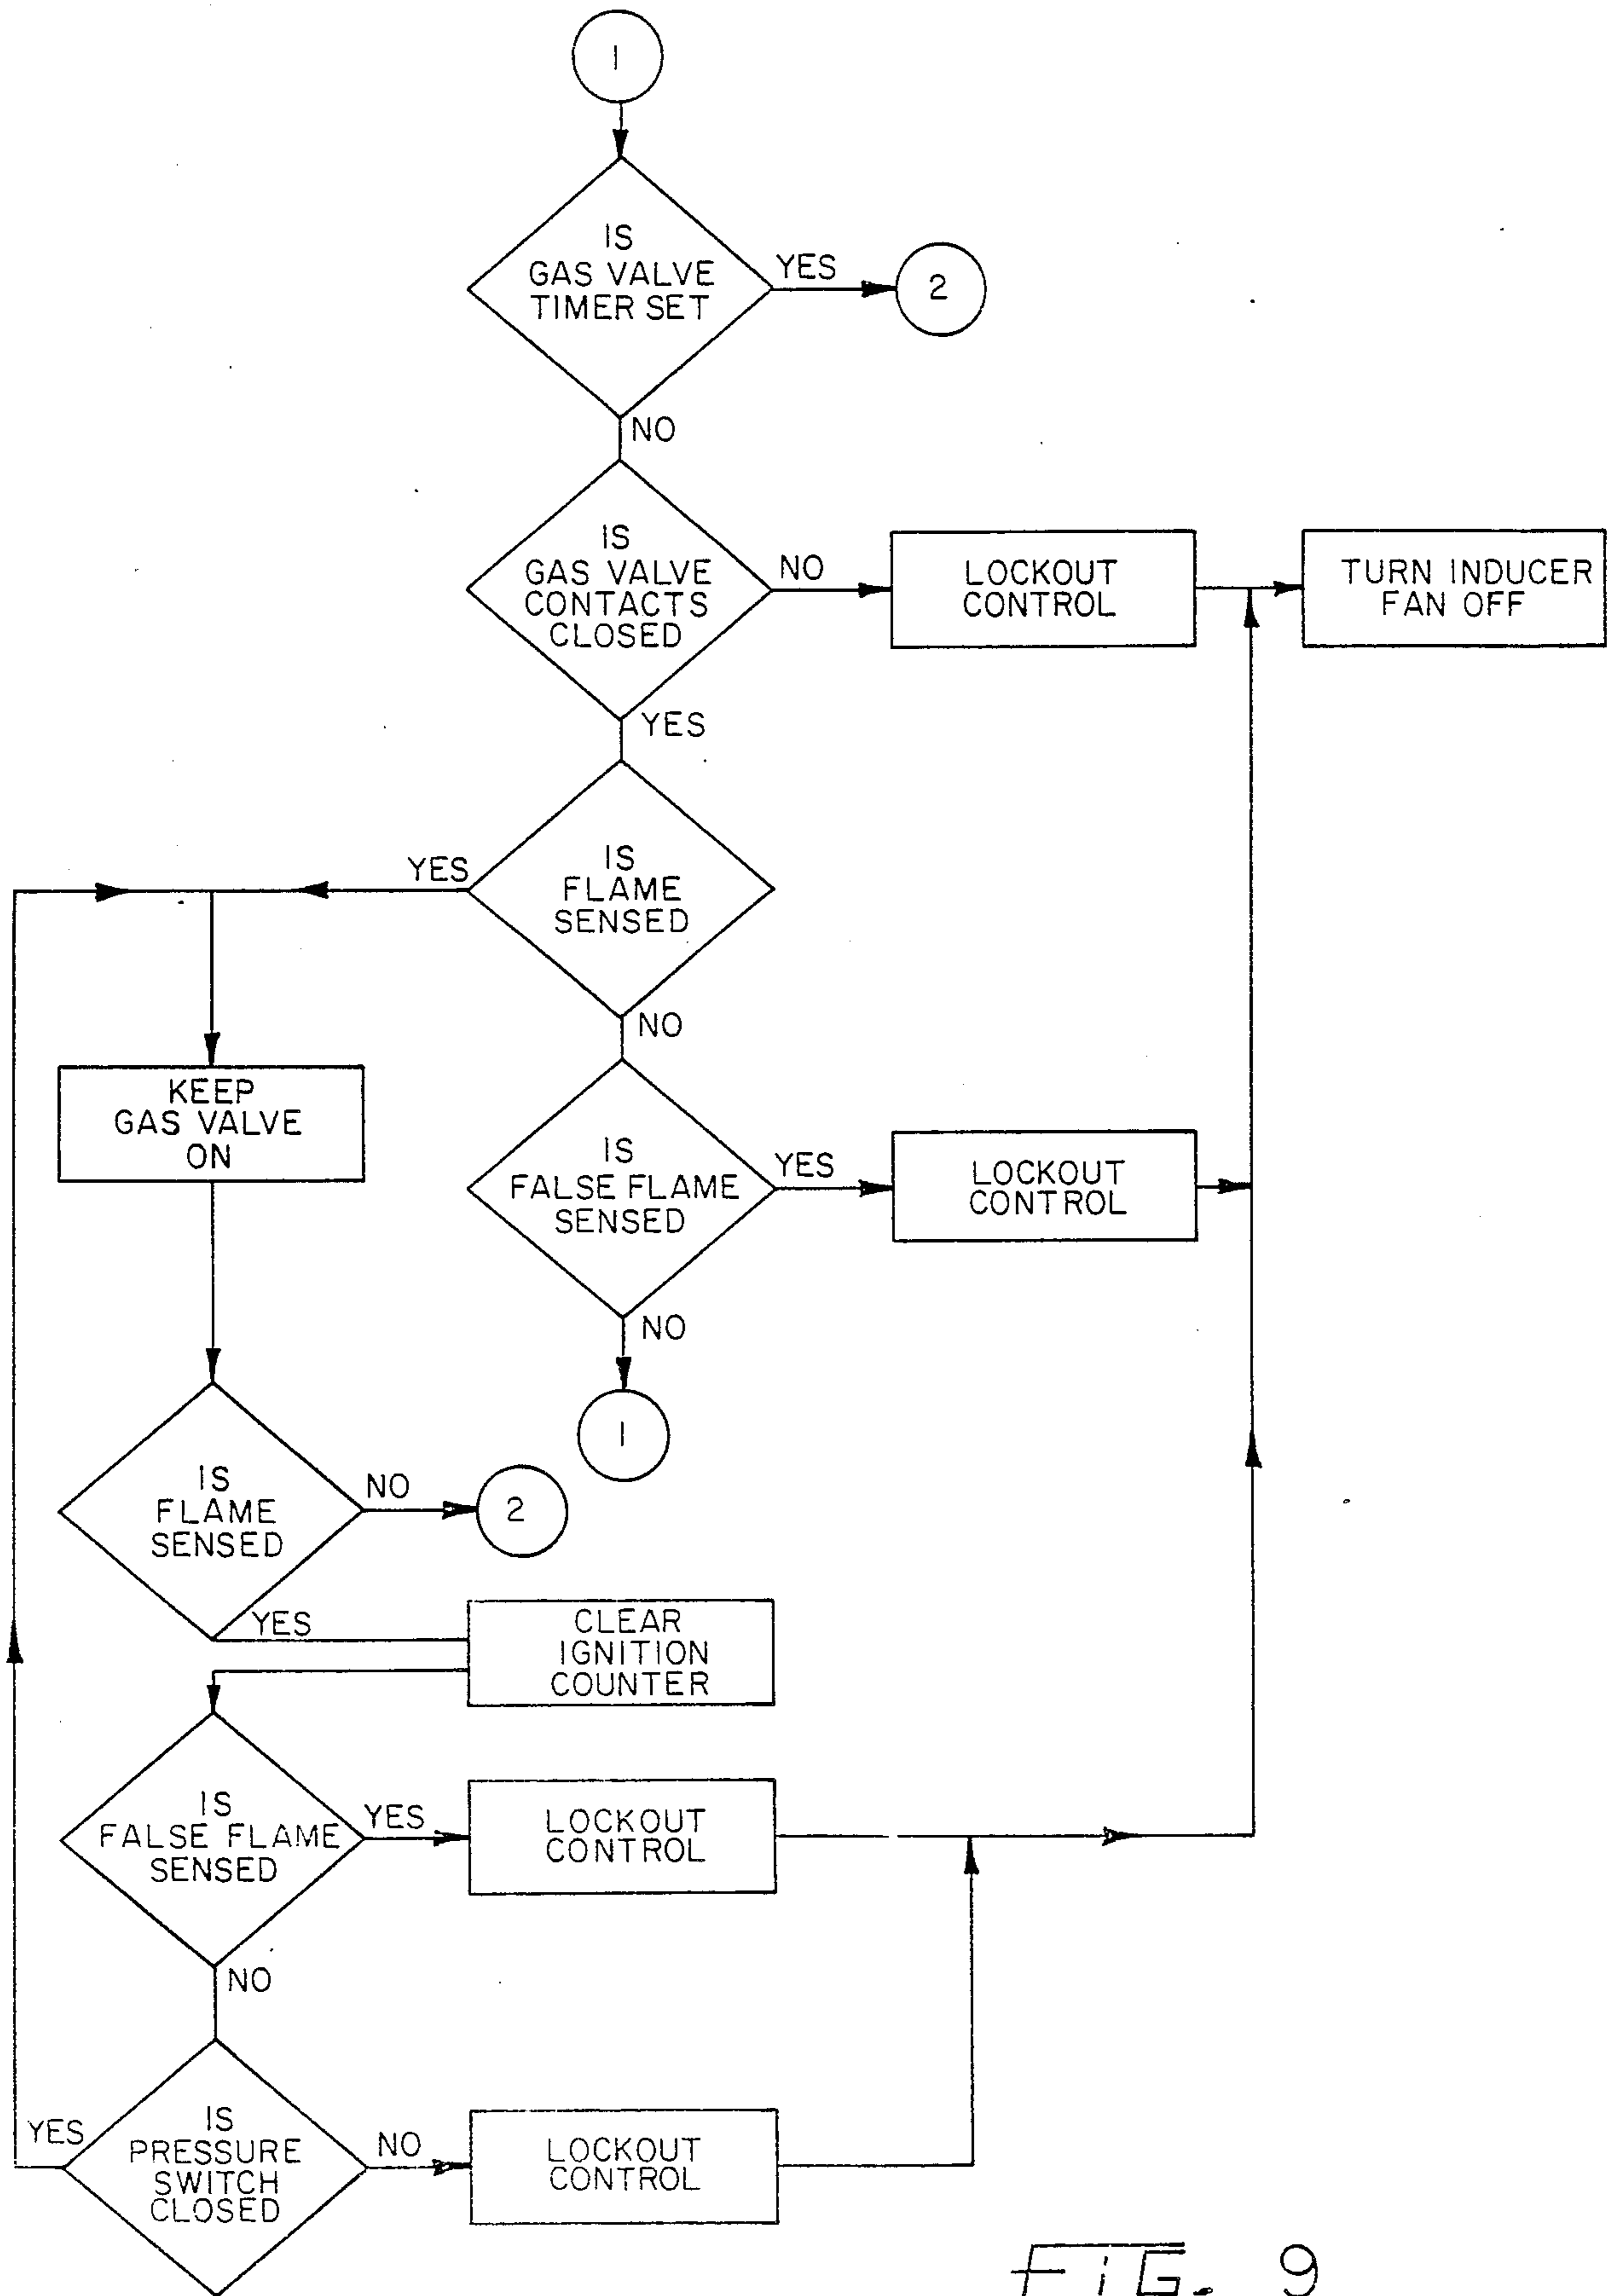 1
IS
GAS VALVE
TIMER SET
YES
2
NO
IS
GAS VALVE
CONTACTS
CLOSED
NO
LOCKOUT
CONTROL
TURN INDUCER
FAN OFF
YES
IS
FLAME
SENSED
YES
NO
KEEP
GAS VALVE
ON
IS
FALSE FLAME
SENSED
YES
LOCKOUT
CONTROL
NO
1
IS
FLAME
SENSED
NO
2
YES
CLEAR
IGNITION
COUNTER
IS
FALSE FLAME
SENSED
YES
LOCKOUT
CONTROL
NO
IS
PRESSURE
SWITCH
CLOSED
YES
NO
LOCKOUT
CONTROL
FIG. 9